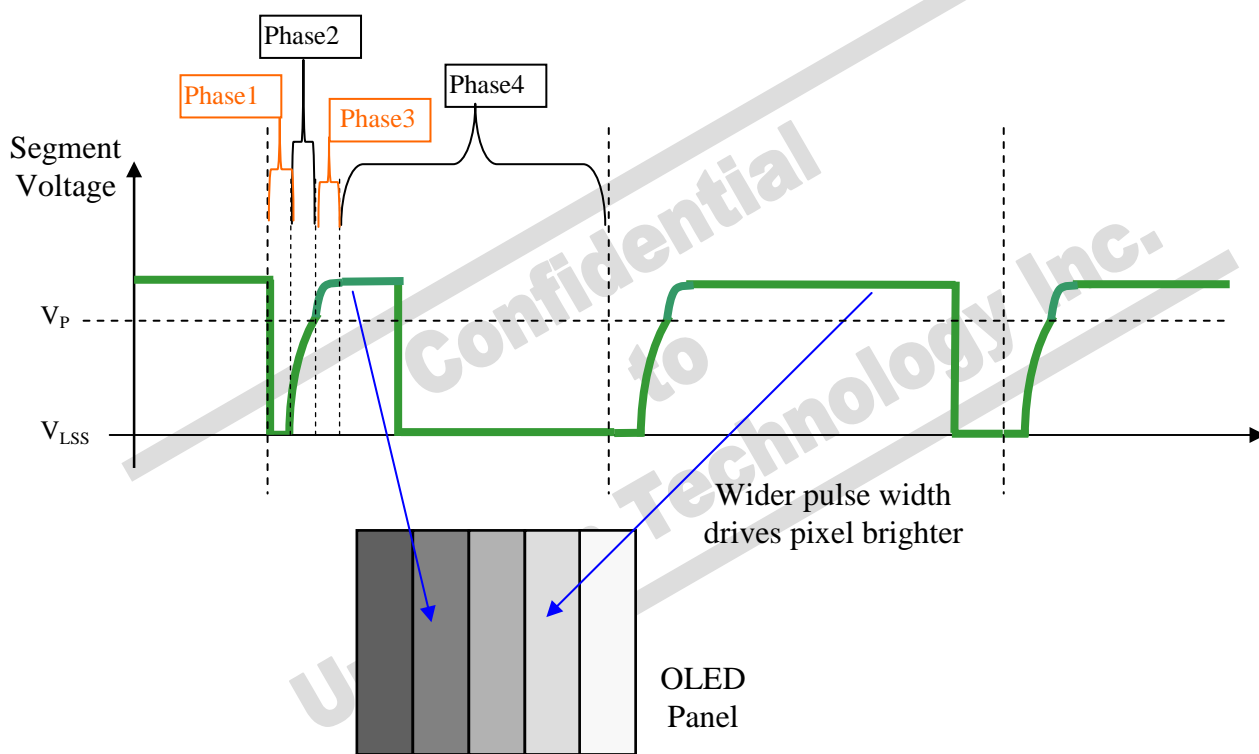 Phase2
Phase1
Phase4
Phase3
Segment
Voltage
VP
VLSS
Confidential
to
Technology Inc.
Wider pulse width
drives pixel brighter
OLED
Panel